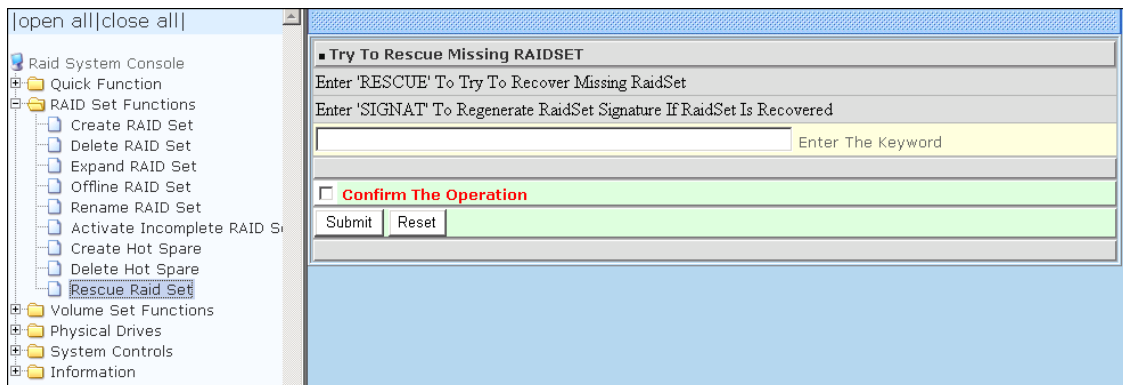 |open all|close all|
Raid System Console
Quick Function
RAID Set Functions
Create RAID Set
Delete RAID Set
Expand RAID Set
Offline RAID Set
Rename RAID Set
Activate Incomplete RAID
Create Hot Spare
Delete Hot Spare
Rescue Raid Set
Volume Set Functions
Physical Drives
System Controls
Information
Try To Rescue Missing RAIDSET
Enter 'RESCUE' To Try To Recover Missing RaidSet
Enter 'SIGNAT' To Regenerate RaidSet Signature If RaidSet Is Recovered
Enter The Keyword
Confirm The Operation
Submit Reset